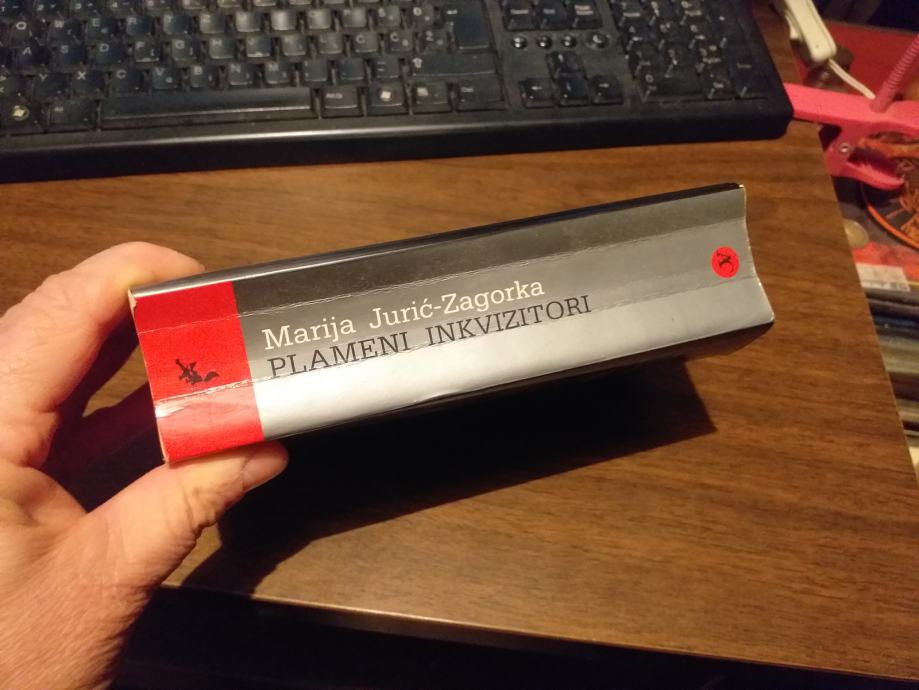 Marija Jurić-Zagorka
PLAMENI INKVIZITORI